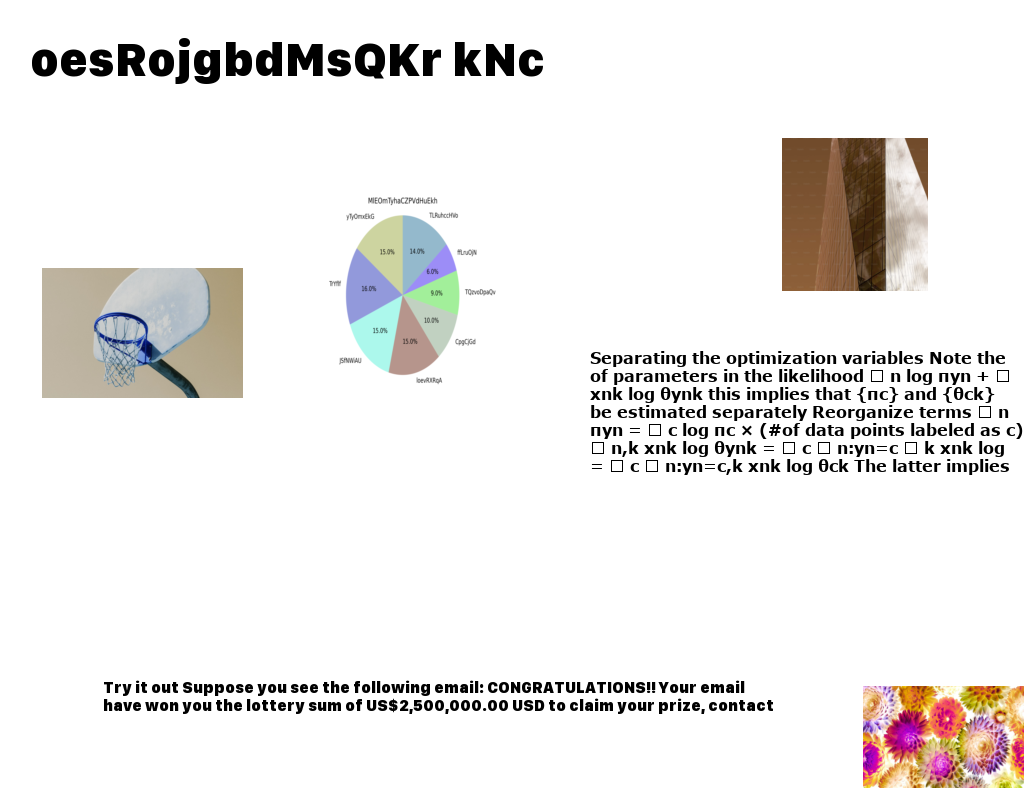 oesRojgbdMsQKr kNc
MlEOmTyhaCZPVdHuEkh
yTyOmxEkG
TLRuhccHVo
15.0%
14.0%
ffLruOjN
6.0%
16.0%
9.0%
TQzvoDpaQv
10.0%
15.0%
15.0%
CpgCjGd
JSfNWiAU
loevRXRqA
Separating the optimization variables Note the
of parameters in the likelihood □ n log πyn + □
xnk log θynk this implies that {πc} and {θck}
be estimated separately Reorganize terms □ n
πyn = □ c log πc × (#of data points labeled as c)
□ n,k xnk log θynk = □ c □ n:yn=c □ k xnk log
= □ c □ n:yn=c,k xnk log θck The latter implies
Try it out Suppose you see the following email: CONGRATULATIONS!! Your email
have won you the lottery sum of US$2,500,000.00 USD to claim your prize, contact